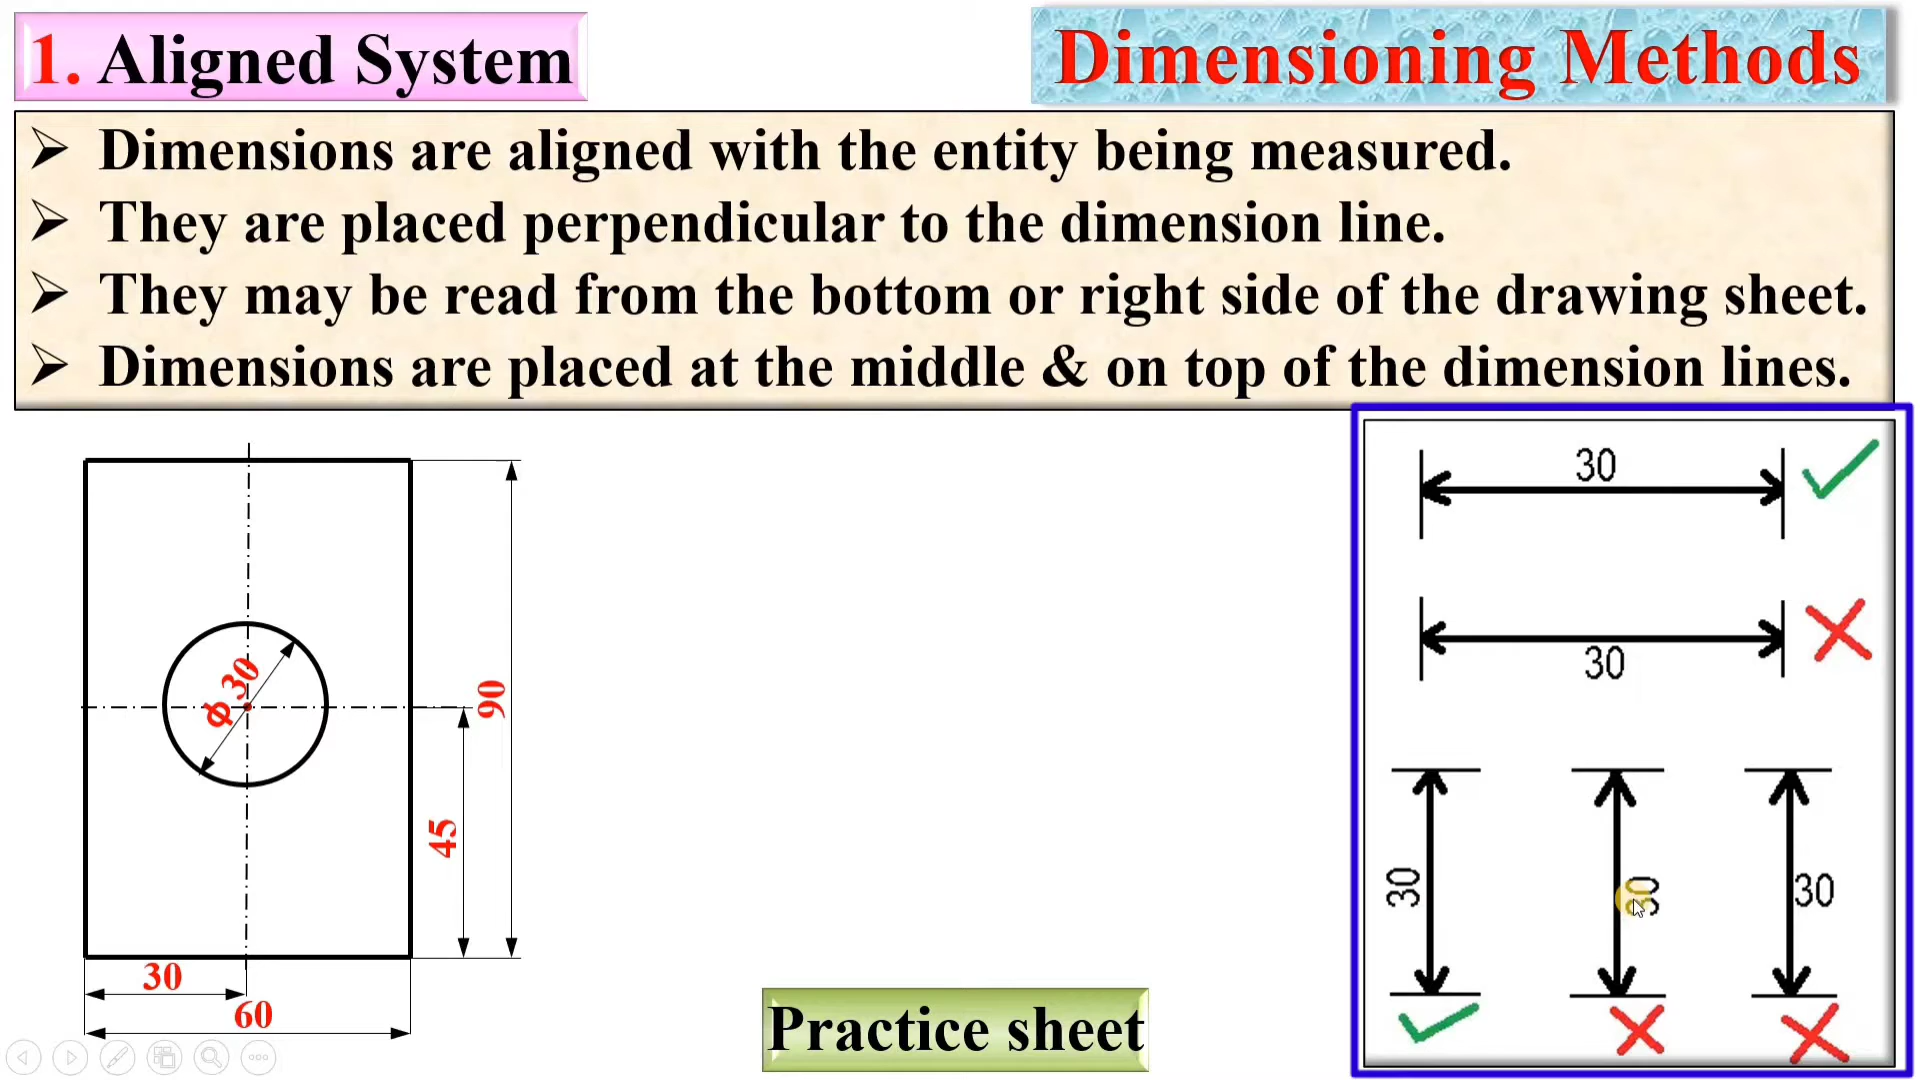 1. Aligned System
Dimensioning Methods
➢ Dimensions are aligned with the entity being measured.
➢ They are placed perpendicular to the dimension line.
➢ They may be read from the bottom or right side of the drawing sheet.
➢ Dimensions are placed at the middle & on top of the dimension lines.
ϕ 30
90
45
30
60
30
30
30
30
30
Practice sheet